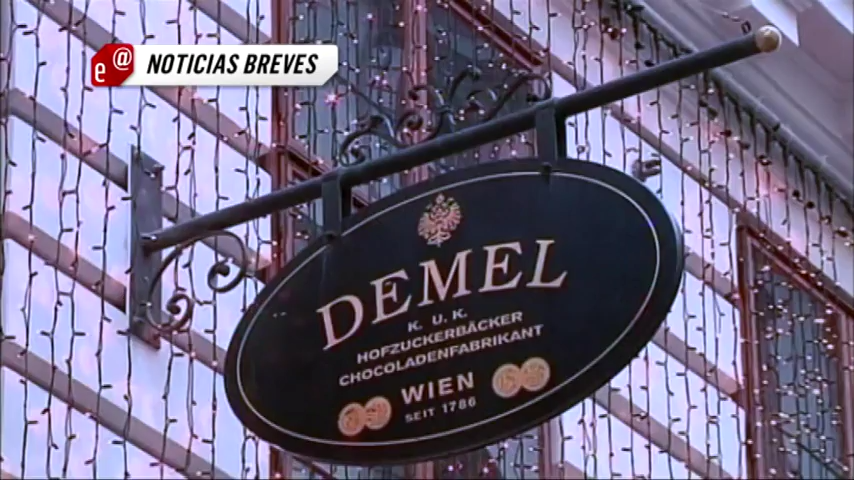 e@ NOTICIAS BREVES
DEMEL
K. U. K.
HOFZUCKERBÄCKER
CHOCOLADENFABRIKANT
WIEN
SEIT 1786